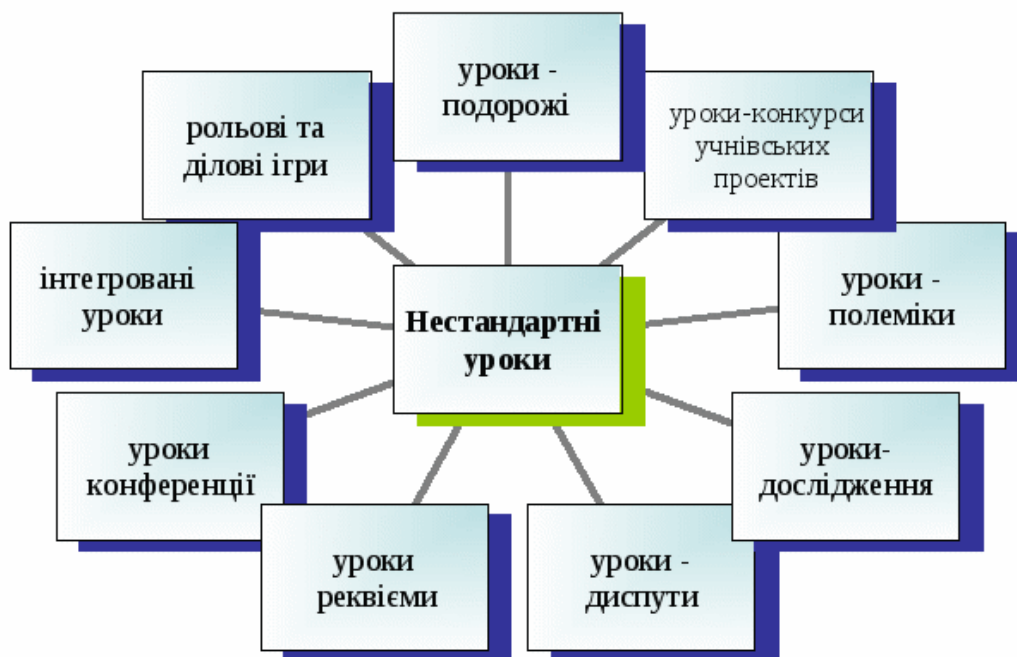 уроки -
подорожі
рольові та
ділові ігри
уроки-конкурси
учнівських
проектів
інтегровані
уроки
Нестандартні
уроки
уроки -
полеміки
уроки
конференції
уроки-
дослідження
уроки
реквієми
уроки -
диспути